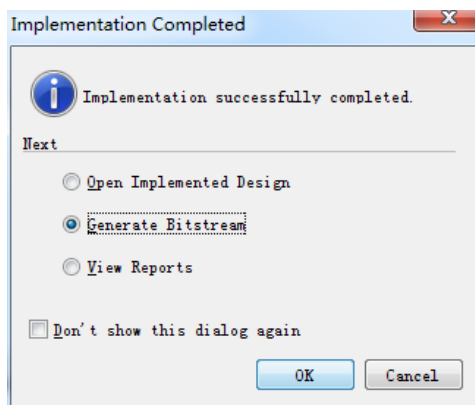 Implementation Completed
Implementation successfully completed.
Next
Open Implemented Design
Generate Bitstream
View Reports
Don't show this dialog again
OK
Cancel